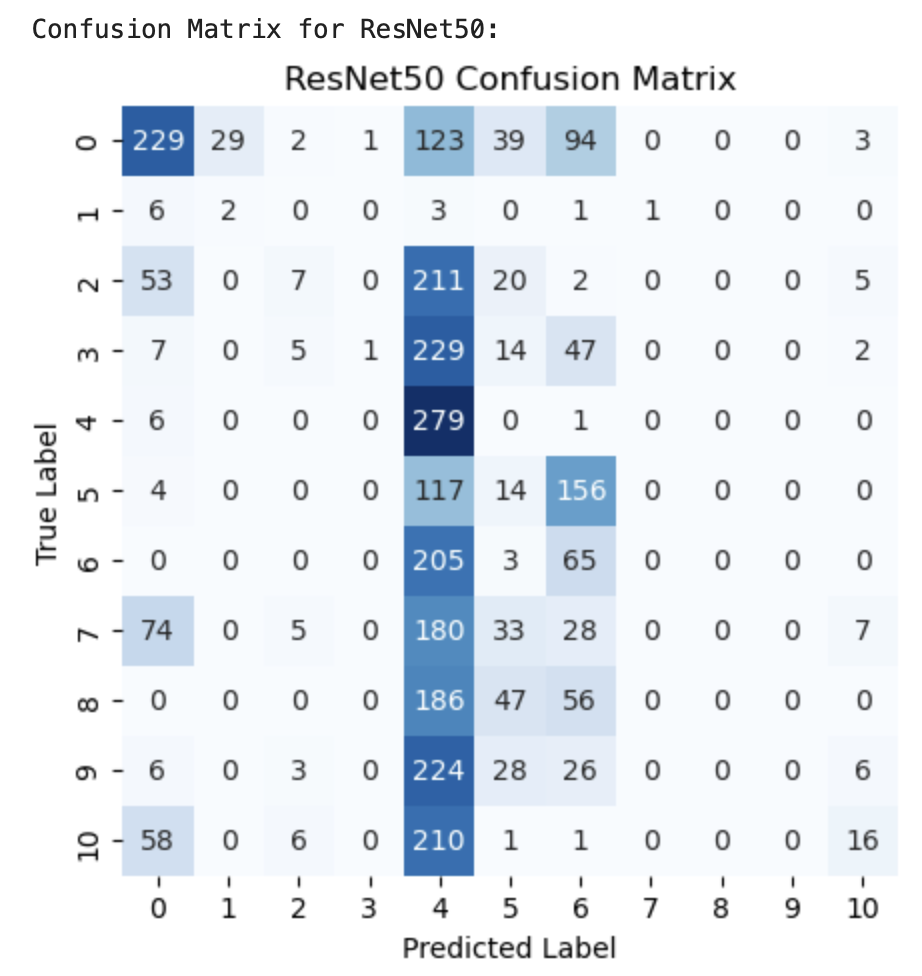 Confusion Matrix for ResNet50:
ResNet50 Confusion Matrix
True Label
0 229 29 2 1 123 39 94 0 0 0 3
1 6 2 0 0 3 0 1 1 0 0 0
2 53 0 7 0 211 20 2 0 0 0 5
3 7 0 5 1 229 14 47 0 0 0 2
4 6 0 0 0 279 0 1 0 0 0 0
5 4 0 0 0 117 14 156 0 0 0 0
6 0 0 0 0 205 3 65 0 0 0 0
7 74 0 5 0 180 33 28 0 0 0 7
8 0 0 0 0 186 47 56 0 0 0 0
9 6 0 3 0 224 28 26 0 0 0 6
10 58 0 6 0 210 1 1 0 0 0 16
0 1 2 3 4 5 6 7 8 9 10
Predicted Label